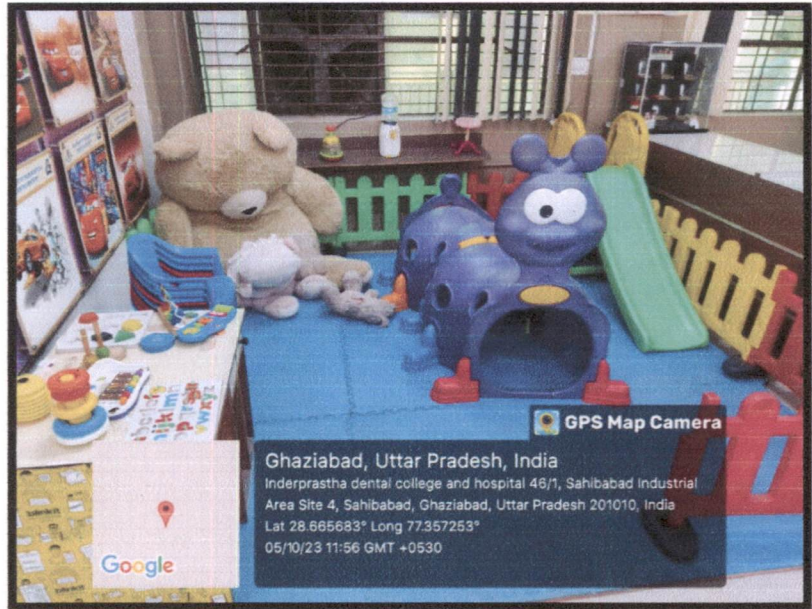 GPS Map Camera
Ghaziabad, Uttar Pradesh, India
Inderprastha dental college and hospital 46/1, Sahibabad Industrial
Area Site 4, Sahibabad, Ghaziabad, Uttar Pradesh 201010, India
Lat 28.665683° Long 77.357253°
05/10/23 11:56 GMT +0530
Google